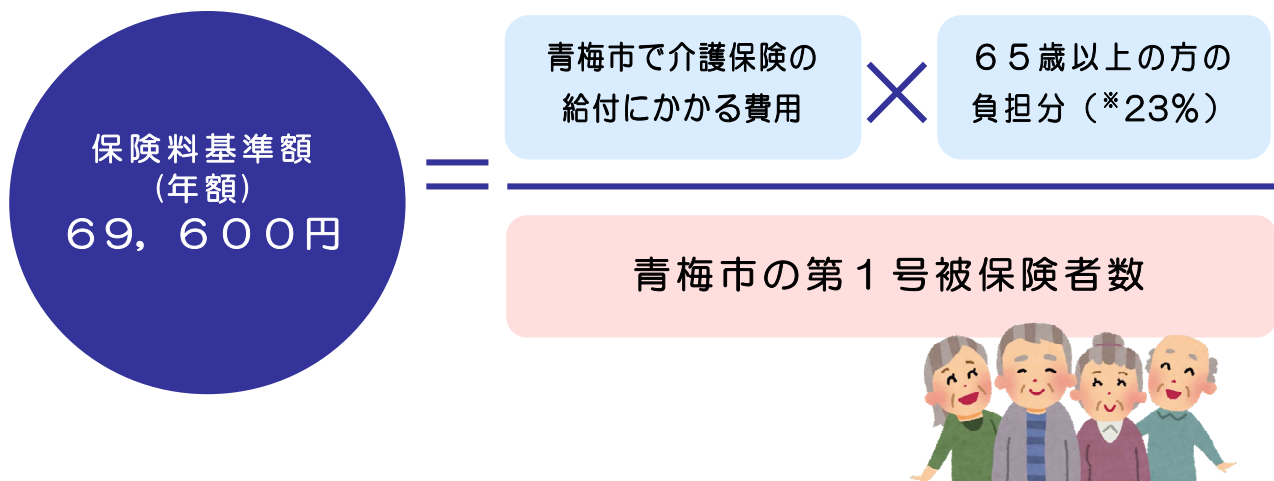 保険料基準額
(年額)
６９，６００円
＝
青梅市で介護保険の
給付にかかる費用
×
６５歳以上の方の
負担分（※23％）
青梅市の第１号被保険者数